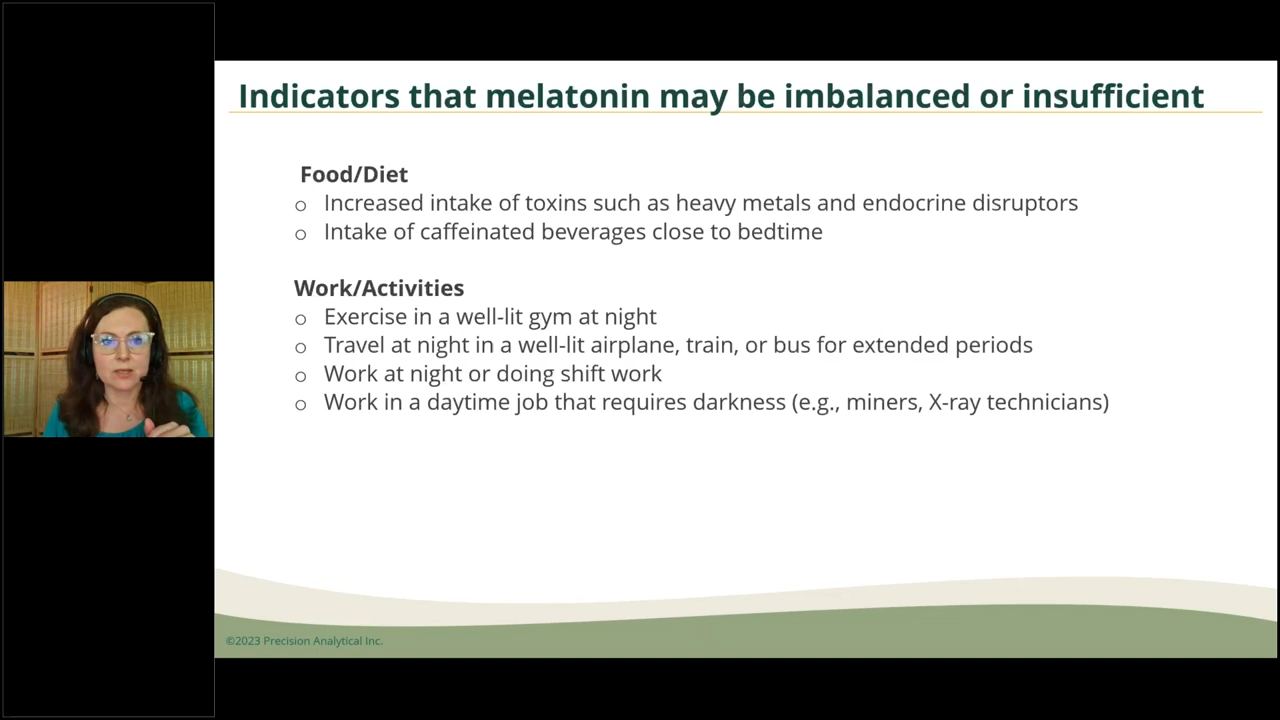 Indicators that melatonin may be imbalanced or insufficient
Food/Diet
o Increased intake of toxins such as heavy metals and endocrine disruptors
o Intake of caffeinated beverages close to bedtime
Work/Activities
o Exercise in a well-lit gym at night
o Travel at night in a well-lit airplane, train, or bus for extended periods
o Work at night or doing shift work
o Work in a daytime job that requires darkness (e.g., miners, X-ray technicians)
©2023 Precision Analytical Inc.